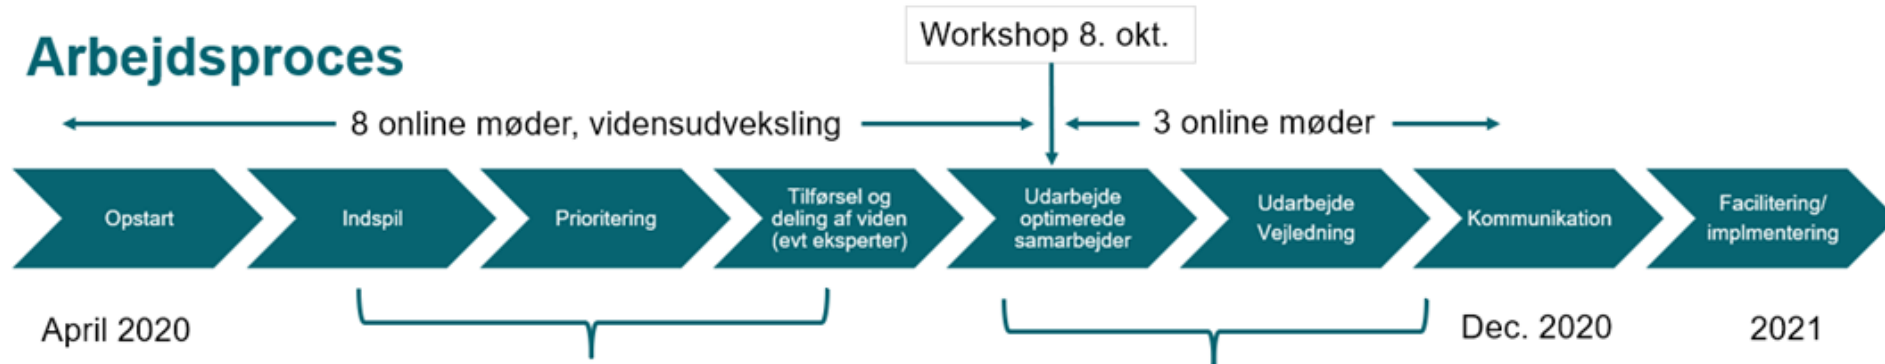 Arbejdsproces
Workshop 8. okt.
8 online møder, vidensudveksling
3 online møder
Opstart
Indspil
Prioritering
Tilførsel og
deling af viden
(evt eksperter)
Udarbejde
optimerede
samarbejder
Udarbejde
Vejledning
Kommunikation
Facilitering/
implmentering
April 2020
Dec. 2020
2021